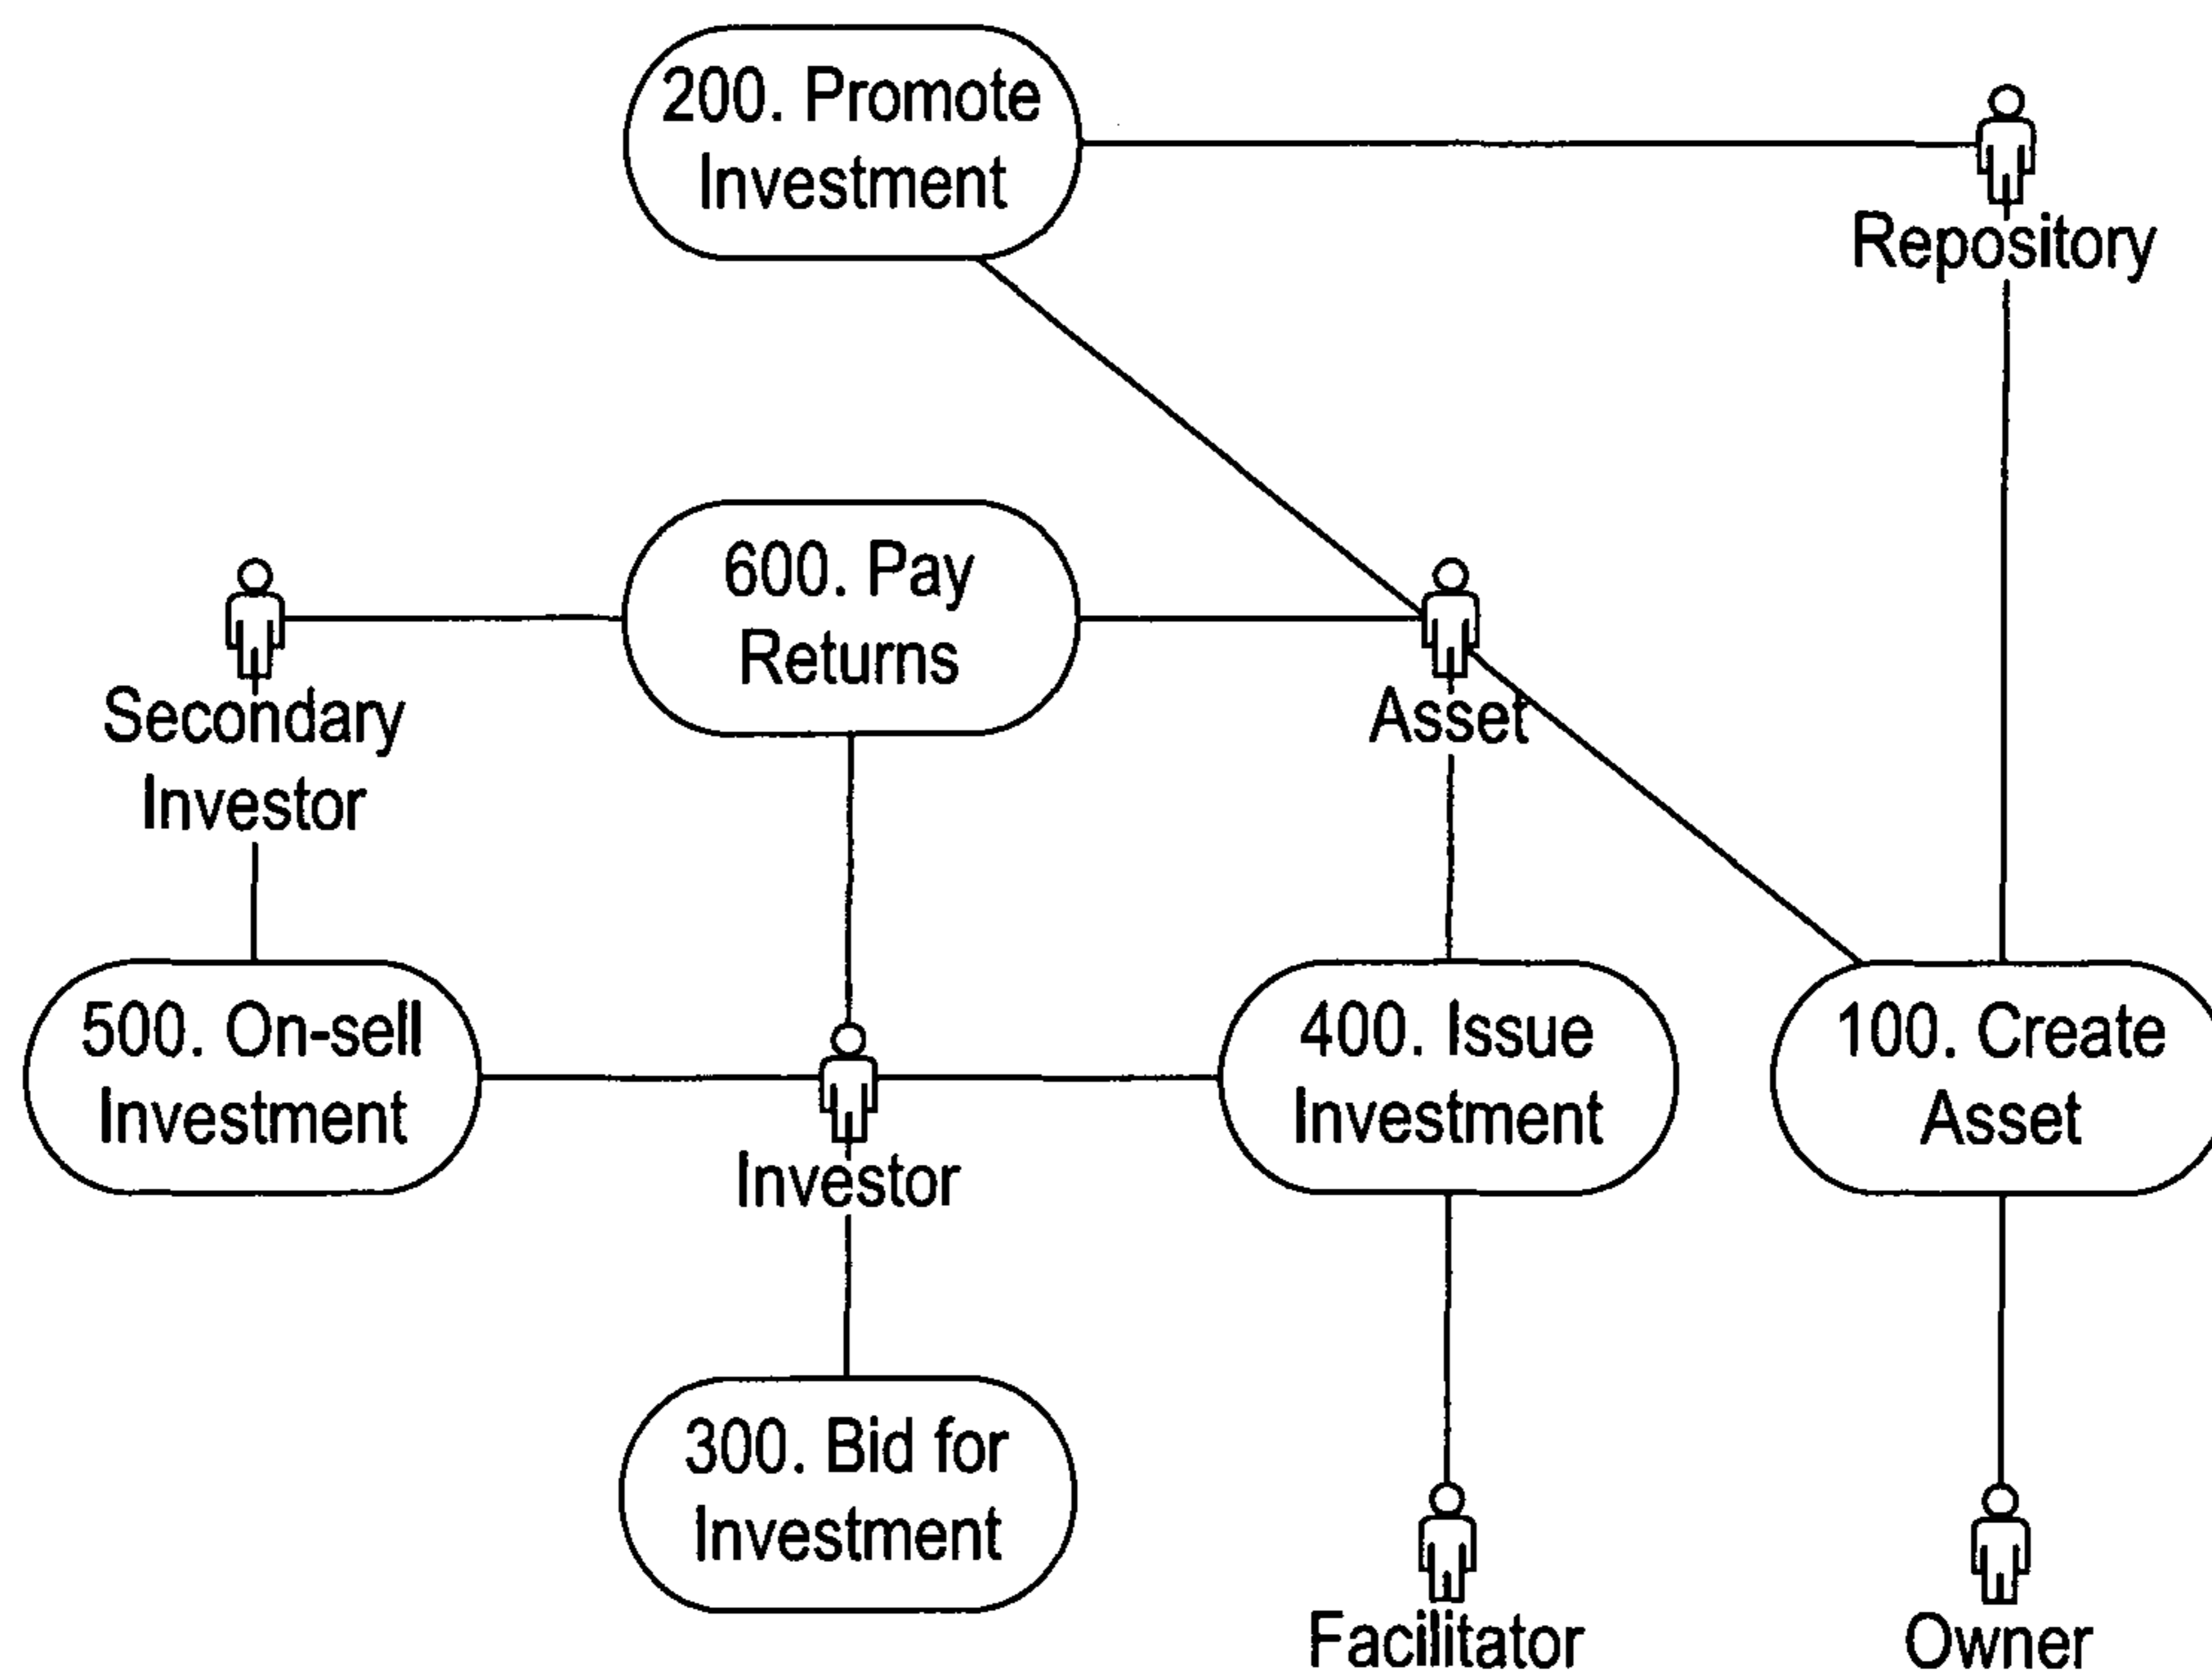 200. Promote
Investment
Repository
600. Pay
Returns
Secondary
Investor
Asset
500. On-sell
Investment
Investor
400. Issue
Investment
100. Create
Asset
300. Bid for
Investment
Facilitator
Owner